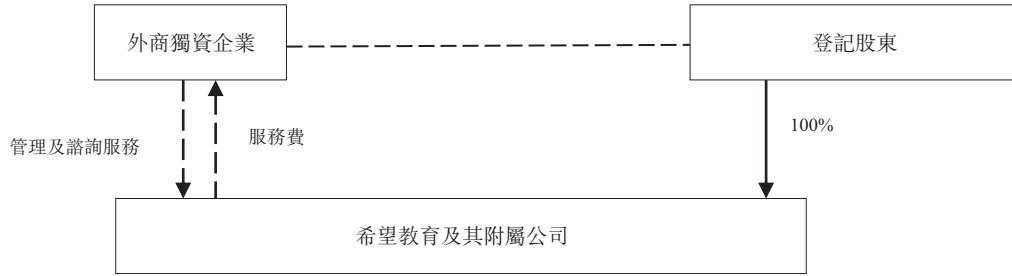 外商獨資企業
登記股東
管理及諮詢服務
服務費
100%
希望教育及其附屬公司